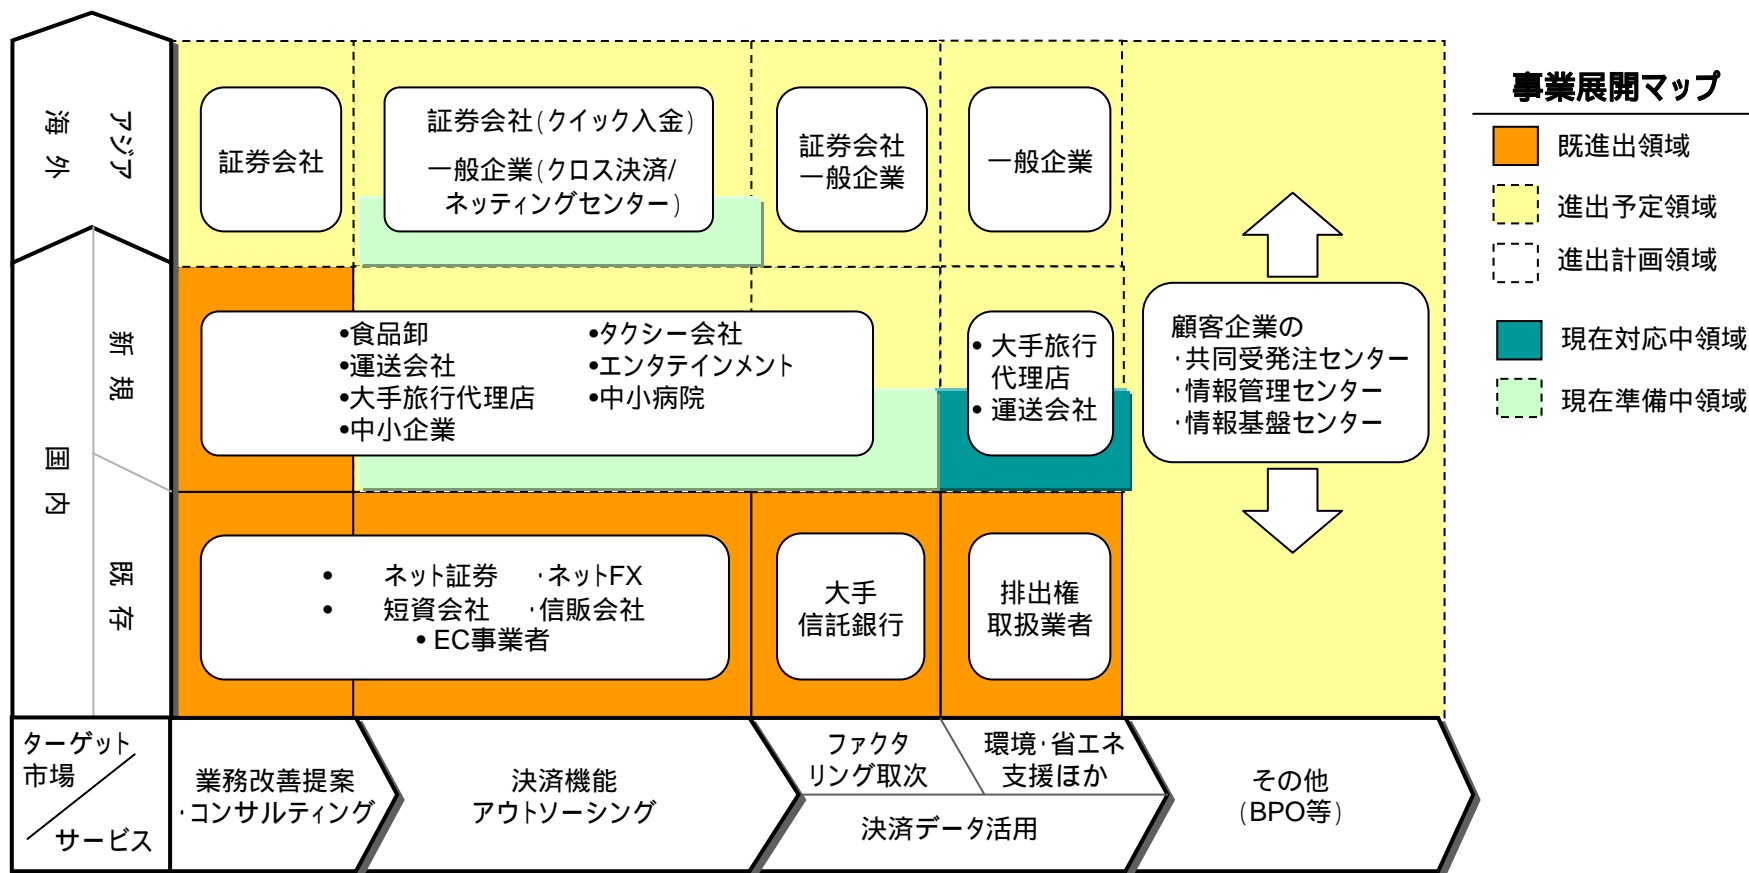 事業展開マップ
既進出領域
進出予定領域
進出計画領域
現在対応中領域
現在準備中領域
海外
アジア
証券会社
証券会社(クイック入金)
一般企業(クロス決済/
ネッティングセンター)
証券会社
一般企業
一般企業
国内
新規
•食品卸
•運送会社
•大手旅行代理店
•中小企業
•タクシー会社
•エンタテインメント
•中小病院
• 大手旅行
代理店
• 運送会社
顧客企業の
・共同受発注センター
・情報管理センター
・情報基盤センター
既存
• ネット証券 ・ネットFX
• 短資会社 ・信販会社
• EC事業者
大手
信託銀行
排出権
取扱業者
ターゲット
市場
サービス
業務改善提案
・コンサルティング
決済機能
アウトソーシング
ファクタ
リング取次
環境・省エネ
支援ほか
決済データ活用
その他
(BPO等)